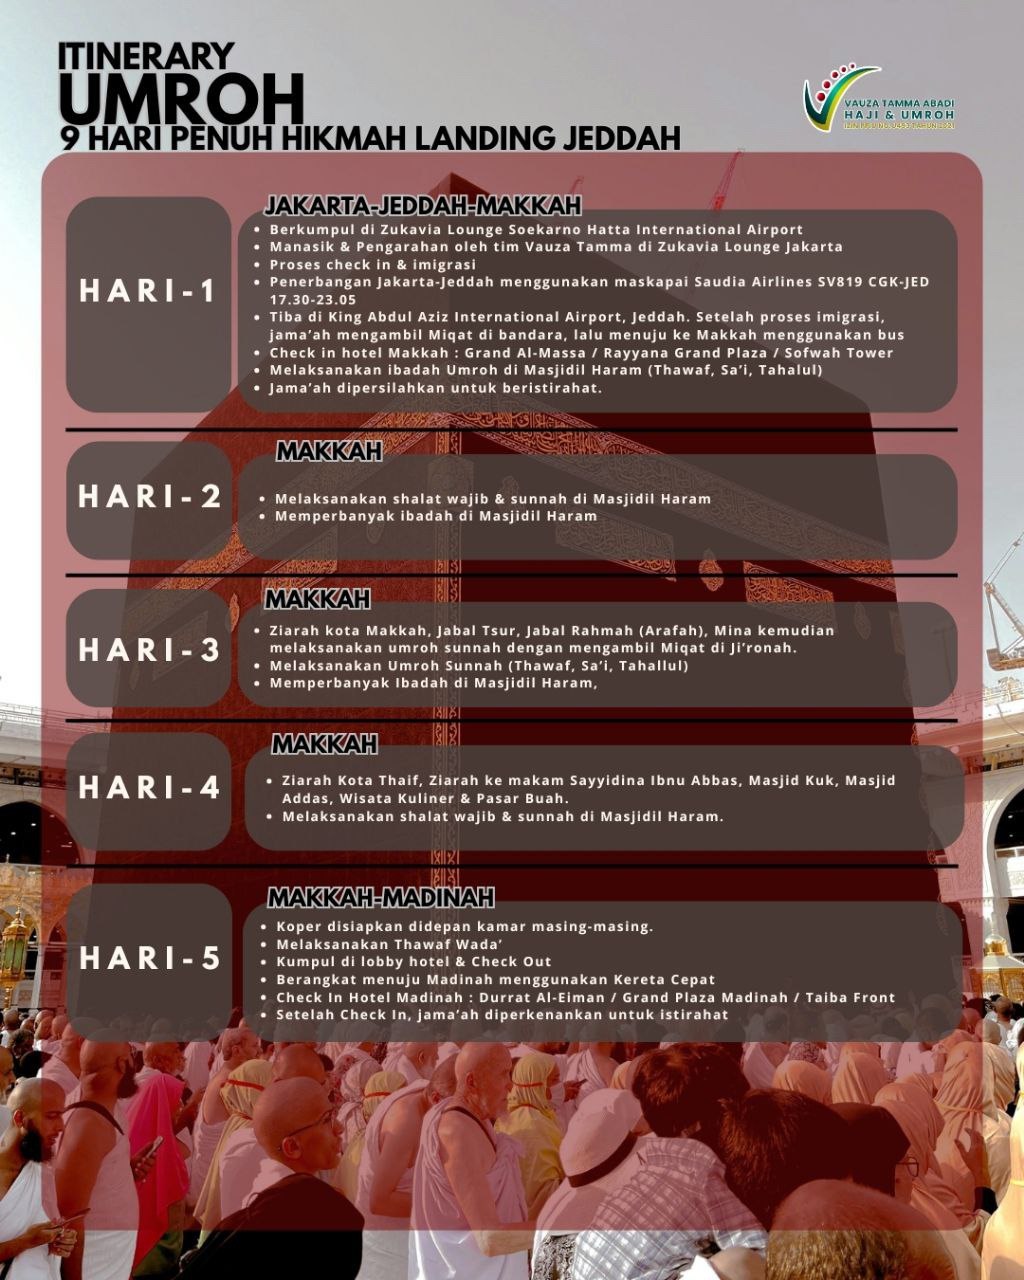 ITINERARY
UMROH
9 HARI PENUH HIKMAH LANDING JEDDAH
VAUZA TAMMA ABADI
HAJI & UMROH
HARI-1
JAKARTA-JEDDAH-MAKKAH
• Berkumpul di Zukavia Lounge Soekarno Hatta International Airport
• Manasik & Pengarahan oleh tim Vauza Tamma di Zukavia Lounge Jakarta
• Proses check in & imigrasi
• Penerbangan Jakarta-Jeddah menggunakan maskapai Saudia Airlines SV819 CGK-JED
17.30-23.05
• Tiba di King Abdul Aziz International Airport, Jeddah. Setelah proses imigrasi,
jama’ah mengambil Miqat di bandara, lalu menuju ke Makkah menggunakan bus
• Check in hotel Makkah : Grand Al-Massa / Rayyana Grand Plaza / Sofwah Tower
• Melaksanakan ibadah Umroh di Masjidil Haram (Thawaf, Sa’i, Tahalul)
• Jama’ah dipersilahkan untuk beristirahat.
HARI-2
MAKKAH
• Melaksanakan shalat wajib & sunnah di Masjidil Haram
• Memperbanyak ibadah di Masjidil Haram
HARI-3
MAKKAH
• Ziarah kota Makkah, Jabal Tsur, Jabal Rahmah (Arafah), Mina kemudian
melaksanakan umroh sunnah dengan mengambil Miqat di Ji’ronah.
• Melaksanakan Umroh Sunnah (Thawaf, Sa’i, Tahallul)
• Memperbanyak Ibadah di Masjidil Haram,
HARI-4
MAKKAH
• Ziarah Kota Thaif, Ziarah ke makam Sayyidina Ibnu Abbas, Masjid Kuk, Masjid
Addas, Wisata Kuliner & Pasar Buah.
• Melaksanakan shalat wajib & sunnah di Masjidil Haram.
HARI-5
MAKKAH-MADINAH
• Koper disiapkan didepan kamar masing-masing.
• Melaksanakan Thawaf Wada’
• Kumpul di lobby hotel & Check Out
• Berangkat menuju Madinah menggunakan Kereta Cepat
• Check In Hotel Madinah : Durrat Al-Eiman / Grand Plaza Madinah / Taiba Front
• Setelah Check In, jama’ah diperkenankan untuk istirahat